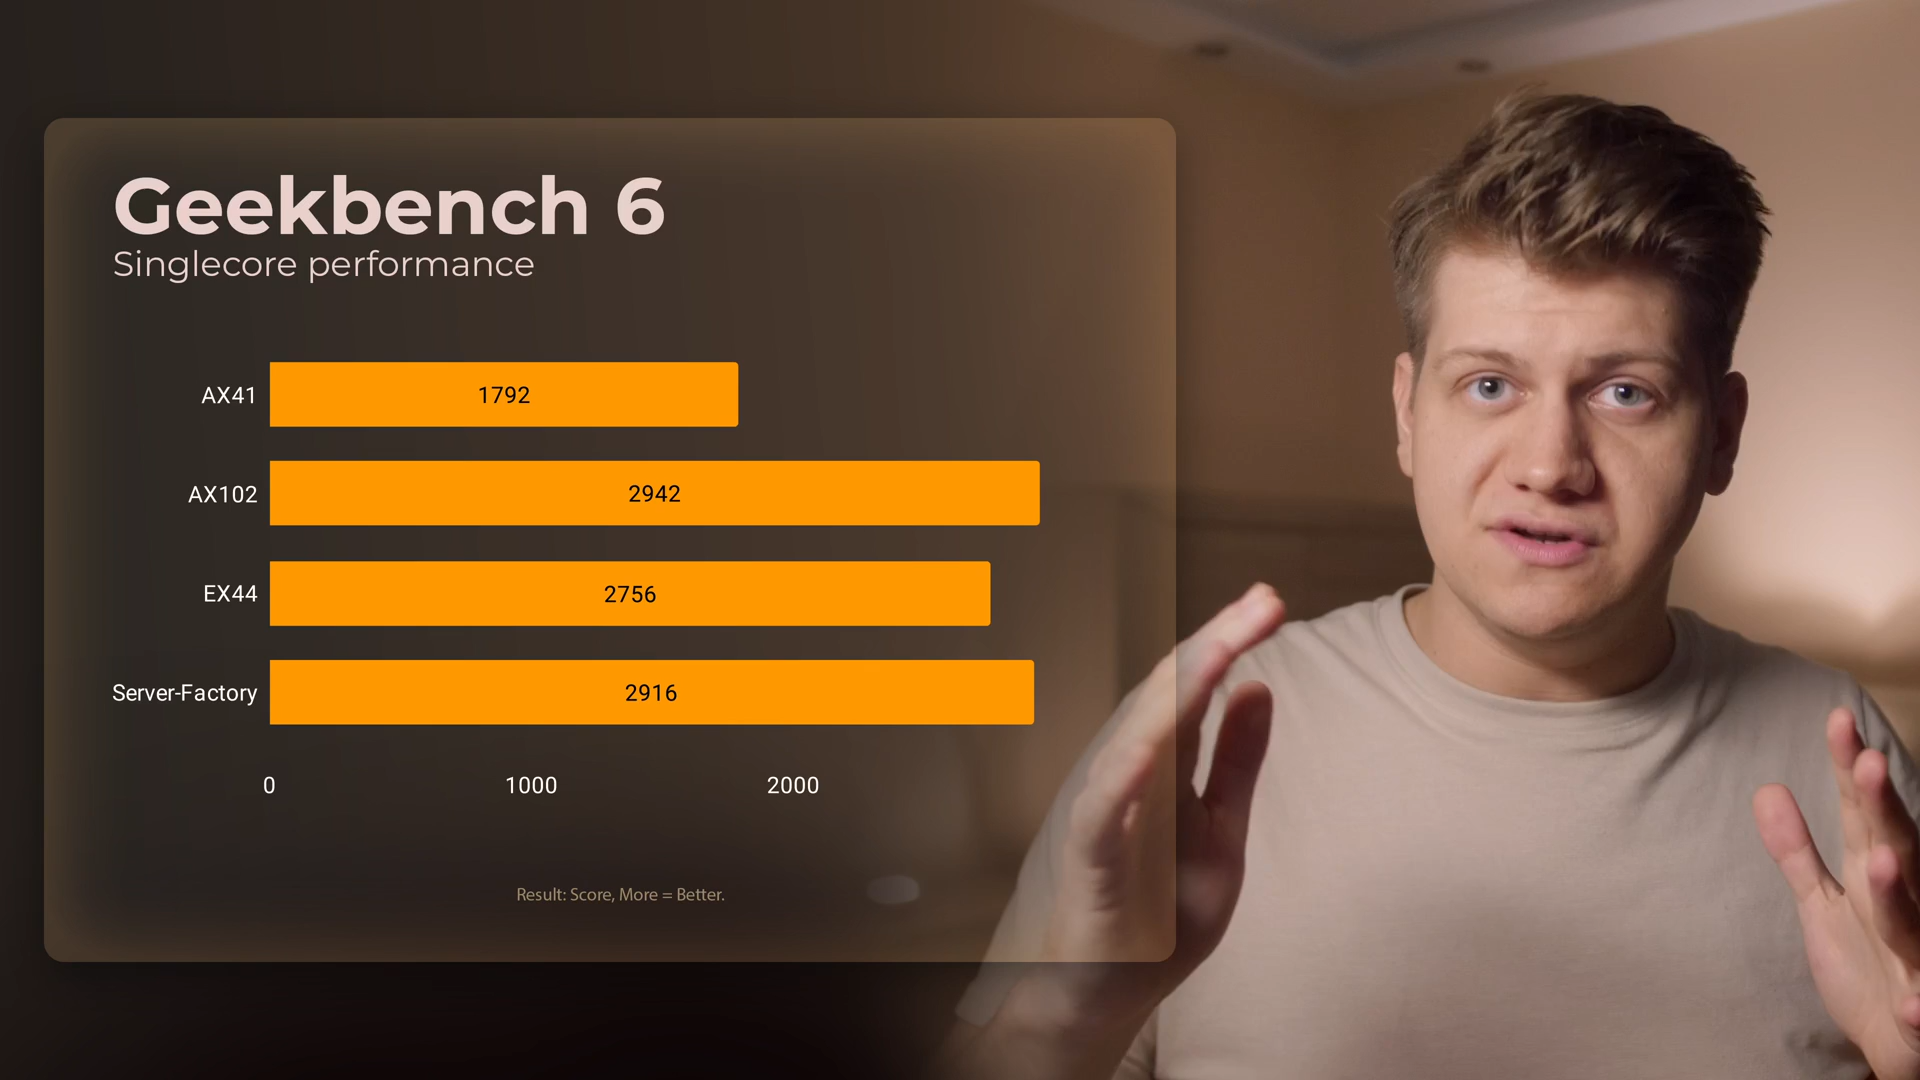 Geekbench 6
Singlecore performance
AX41 1792
AX102 2942
EX44 2756
Server-Factory 2916
0 1000 2000
Result: Score, More = Better.